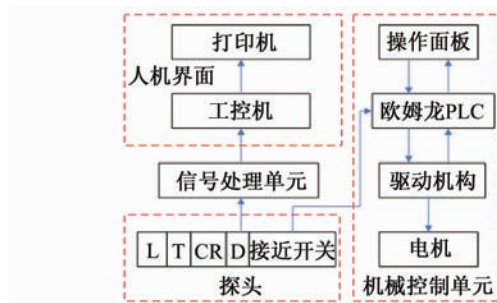 打印机
人机界面
工控机
信号处理单元
L T CR D 接近开关
探头
操作面板
欧姆龙PLC
驱动机构
电机
机械控制单元